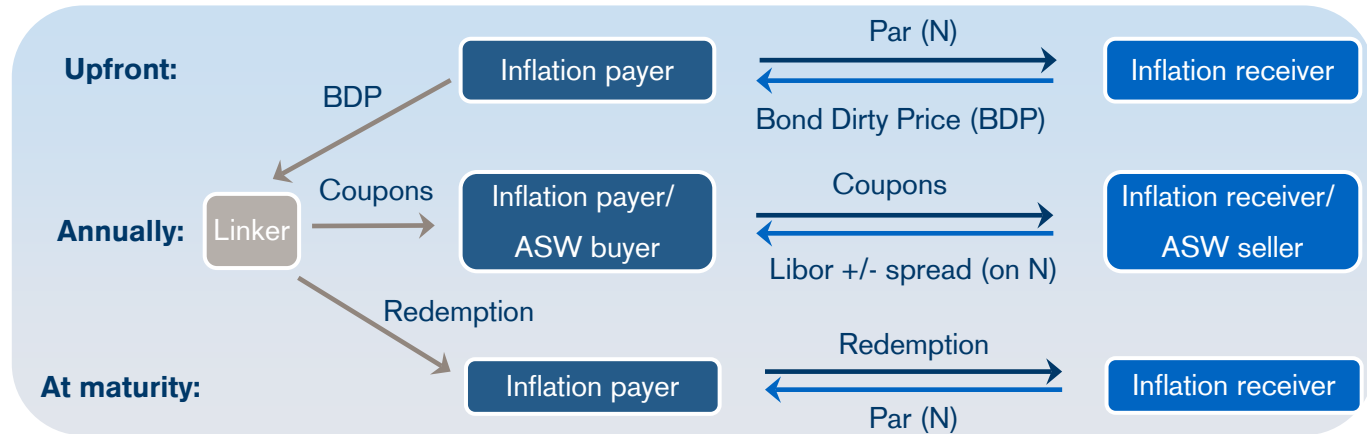 Par (N)
Upfront:
Inflation payer
Inflation receiver
BDP
Bond Dirty Price (BDP)
Coupons
Coupons
Inflation payer/
ASW buyer
Inflation receiver/
ASW seller
Annually:
Linker
Libor +/- spread (on N)
Redemption
Redemption
At maturity:
Inflation payer
Inflation receiver
Par (N)